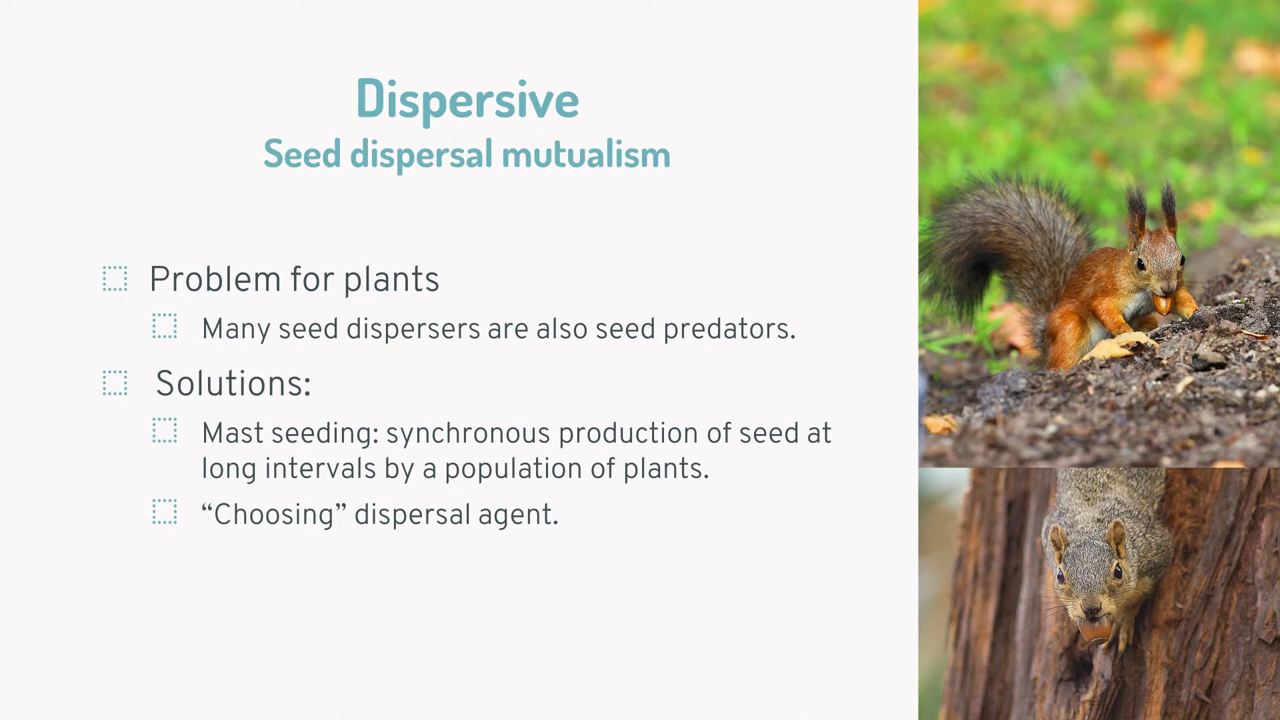 Dispersive
Seed dispersal mutualism
Problem for plants
Many seed dispersers are also seed predators.
Solutions:
Mast seeding: synchronous production of seed at
long intervals by a population of plants.
“Choosing” dispersal agent.